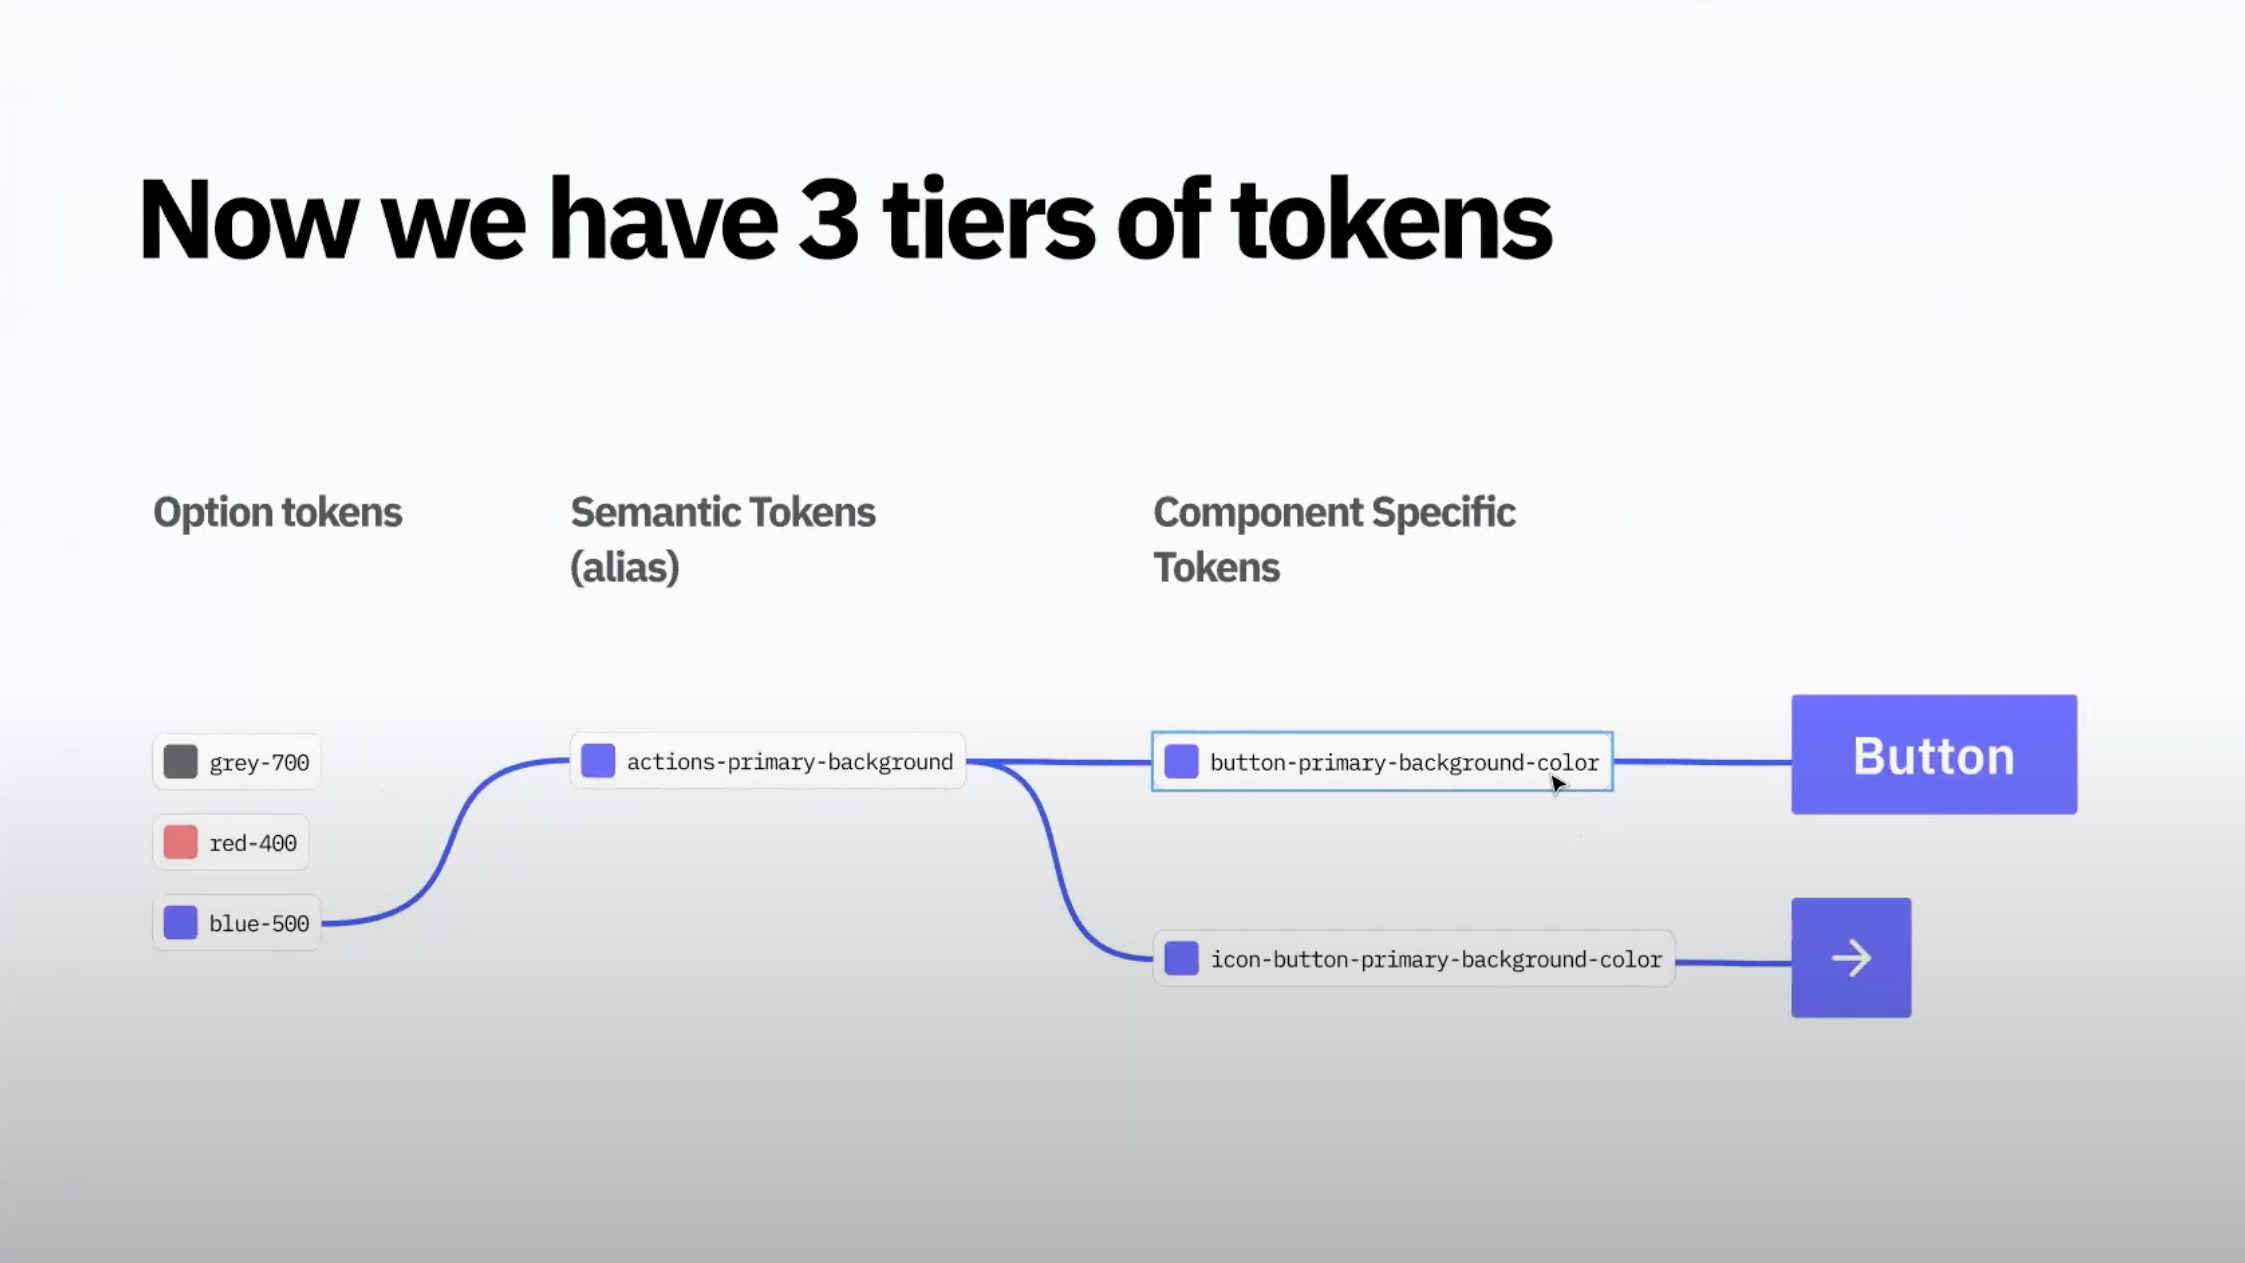 Now we have 3 tiers of tokens
Option tokens
Semantic Tokens
(alias)
Component Specific
Tokens
grey-700
red-400
blue-500
actions-primary-background
button-primary-background-color
icon-button-primary-background-color
Button